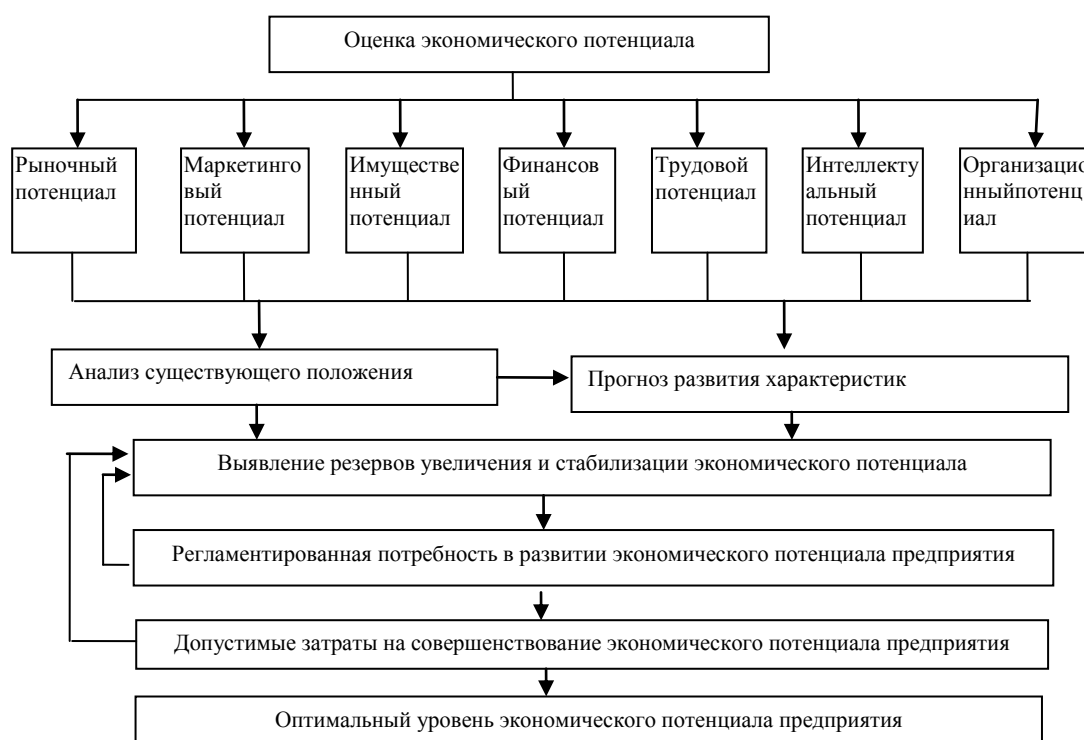 Оценка экономического потенциала
Рыночный
потенциал
Маркетинго
вый
потенциал
Имуществе
нный
потенциал
Финансов
ый
потенциал
Трудовой
потенциал
Интеллекту
альный
потенциал
Организацио
нныйпотенц
иал
Анализ существующего положения
Прогноз развития характеристик
Выявление резервов увеличения и стабилизации экономического потенциала
Регламентированная потребность в развитии экономического потенциала предприятия
Допустимые затраты на совершенствование экономического потенциала предприятия
Оптимальный уровень экономического потенциала предприятия